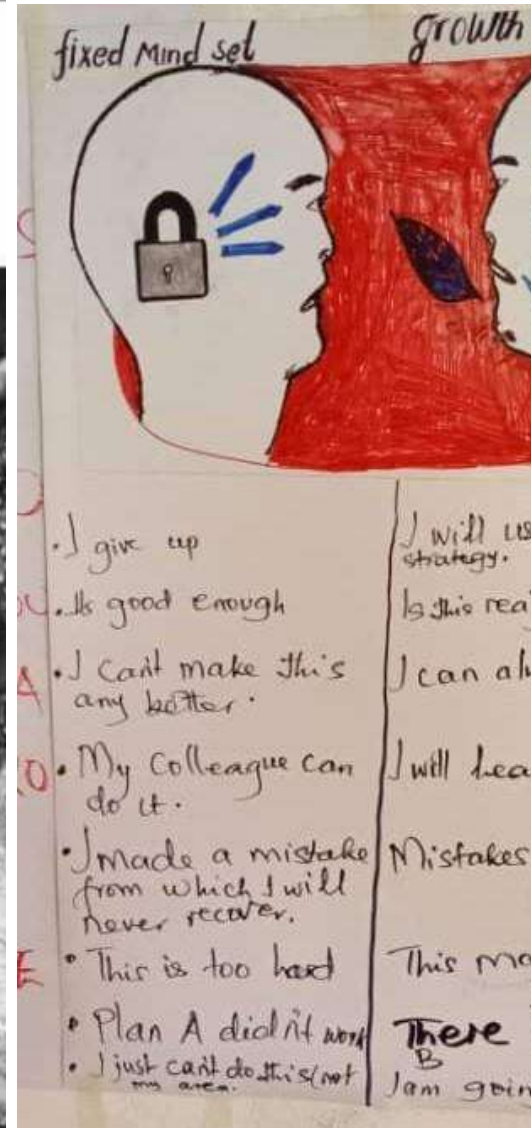 fixed Mind set
growth
• I give up
• Its good enough
• I can't make this
any better.
• My Colleague can
do it.
• I made a mistake
from which I will
never recover.
• This is too hard
• Plan A didn't work
• I just can't do this/not
my area.
I will us
strategy.
Is this rea
I can al
I will lea
Mistakes
This ma
There
B
I am goin